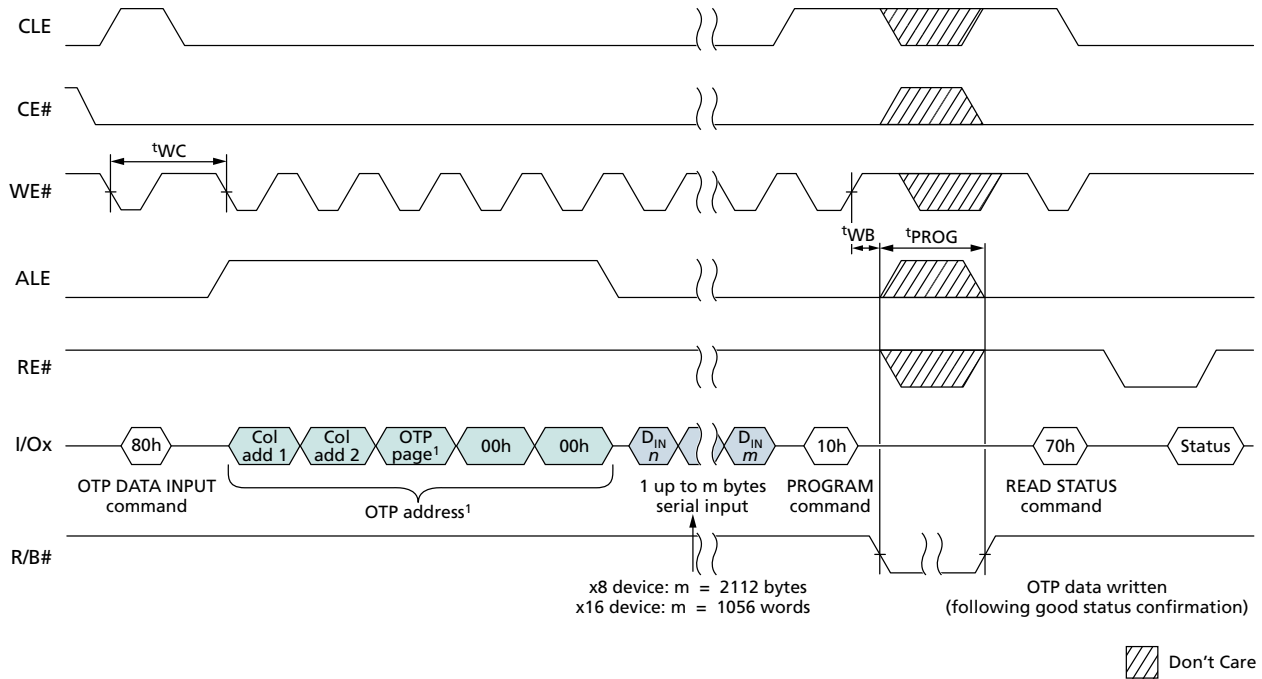 CLE
CE#
tWC
WE#
tWB
tPROG
ALE
RE#
I/Ox
80h
Col
add 1
Col
add 2
OTP
page1
00h
00h
DIN
n
DIN
m
10h
70h
Status
OTP DATA INPUT
command
OTP address1
1 up to m bytes
serial input
PROGRAM
command
READ STATUS
command
R/B#
x8 device: m = 2112 bytes
x16 device: m = 1056 words
OTP data written
(following good status confirmation)
Don't Care